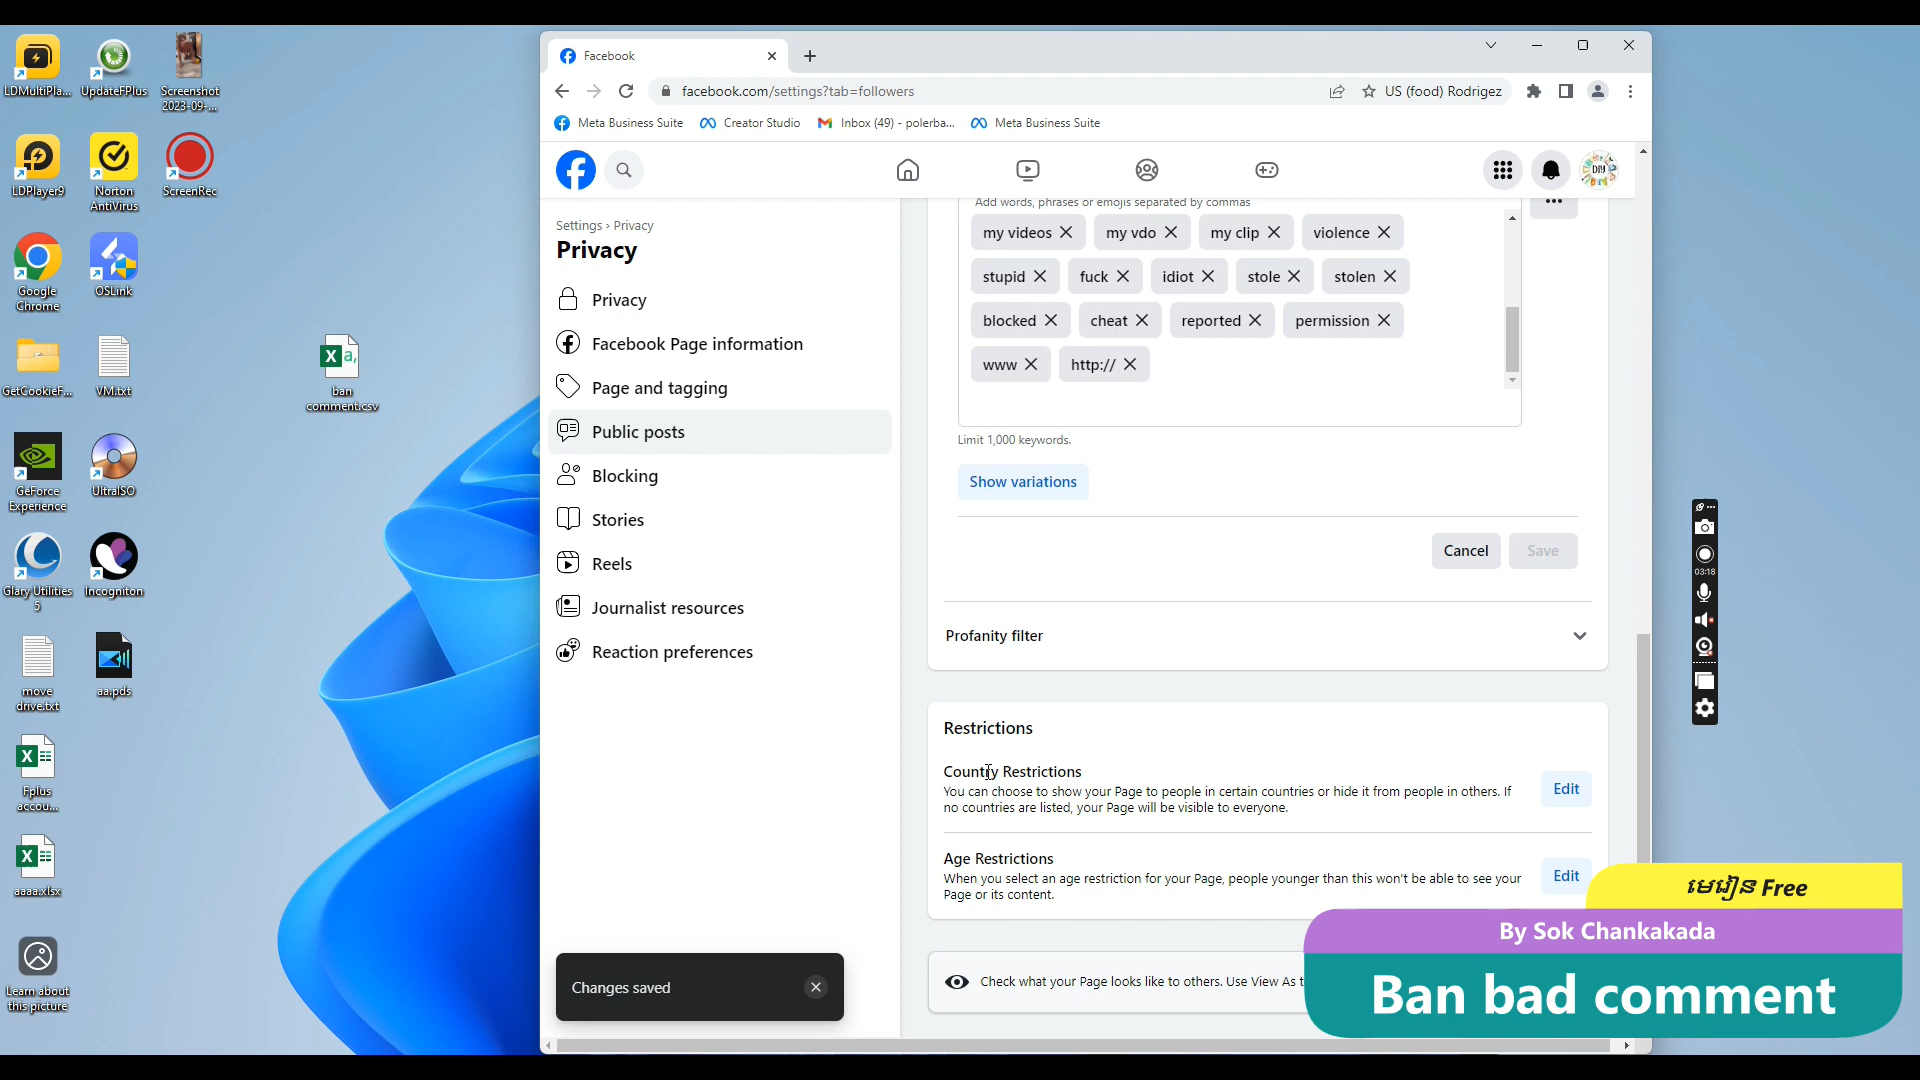 LDMultiPla...
UpdateFPlus
Screenshot
2023-09-...
LDPlayer9
Norton
AntiVirus
ScreenRec
Google
Chrome
OSLink
GetCookieF...
VM.txt
ban
comment.csv
GeForce
Experience
UltraISO
Glary Utilities
5
Incogniton
move
drive.txt
aa.pds
Fplus
accou...
aaaa.xlsx
Learn about
this picture
Facebook
facebook.com/settings?tab=followers
US (food) Rodrigez
Meta Business Suite
Creator Studio
Inbox (49) - polerba...
Meta Business Suite
DIY
Settings › Privacy
Privacy
Privacy
Facebook Page information
Page and tagging
Public posts
Blocking
Stories
Reels
Journalist resources
Reaction preferences
Add words, phrases or emojis separated by commas
my videos my vdo my clip violence
stupid fuck idiot stole stolen
blocked cheat reported permission
www http://
Limit 1,000 keywords.
Show variations
Cancel Save
Profanity filter
Restrictions
Country Restrictions
You can choose to show your Page to people in certain countries or hide it from people in others. If
no countries are listed, your Page will be visible to everyone.
Edit
Age Restrictions
When you select an age restriction for your Page, people younger than this won't be able to see your
Page or its content.
Edit
Check what your Page looks like to others. Use View As t
Changes saved
03:18
មេរៀន Free
By Sok Chankakada
Ban bad comment